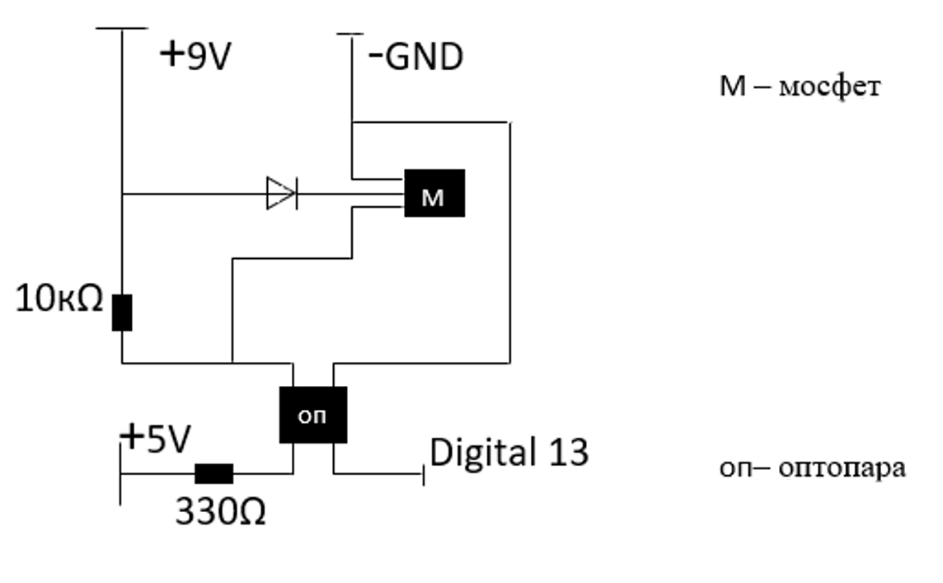 +9V
-GND
М – мосфет
М
10кΩ
оп
+5V
Digital 13
оп– оптопара
330Ω